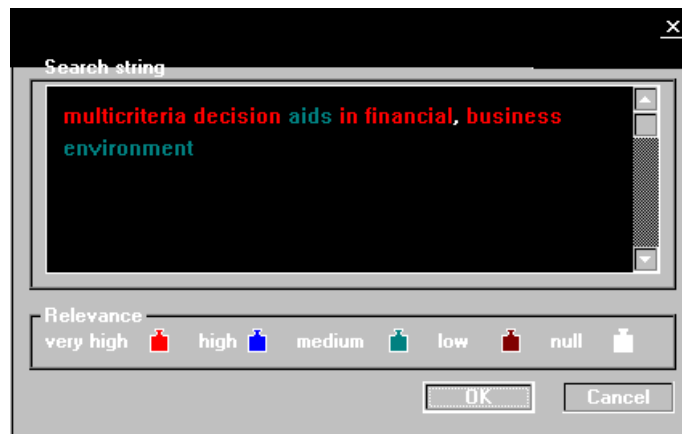 ×
Search string
multicriteria decision aids in financial, business
environment
Relevance
very high high medium low null
OK Cancel